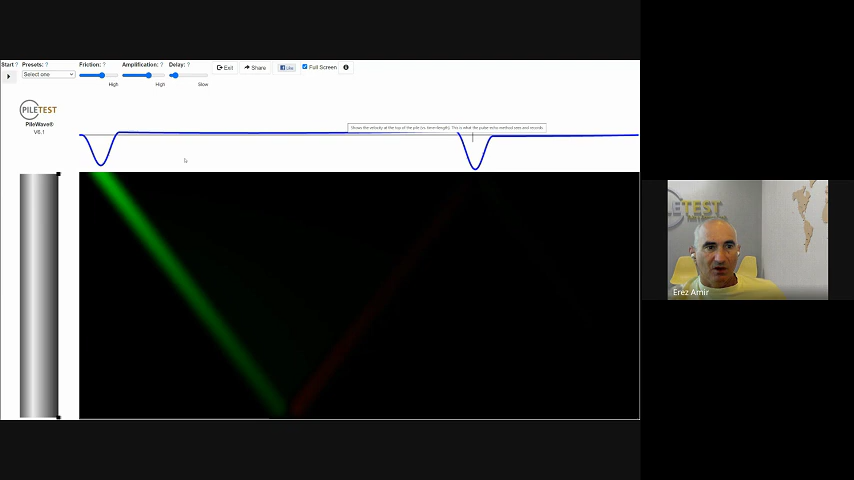 Start ? Presets: ? Friction: ? Amplification: ? Delay: ?
Select one
Exit Share Like Full Screen
High High Slow
PILETEST
PileWave®
V6.1
Shows the velocity at the top of the pile (vs. time/length). This is what the pulse echo method sees and records
PILETEST
Erez Amir